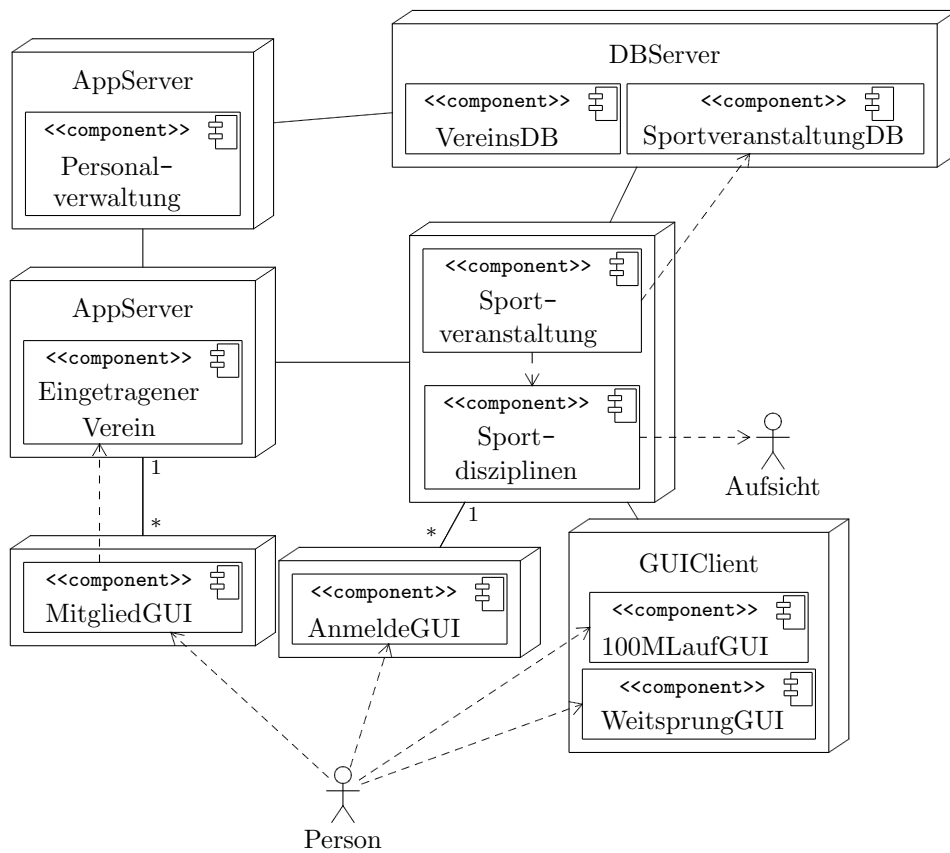 AppServer
<<component>>
Personal-
verwaltung
DBServer
<<component>>
VereinsDB
<<component>>
SportveranstaltungDB
AppServer
<<component>>
Eingetragener
Verein
<<component>>
Sport-
veranstaltung
<<component>>
Sport-
disziplinen
Aufsicht
1
*
1
*
<<component>>
MitgliedGUI
<<component>>
AnmeldeGUI
GUIClient
<<component>>
100MLaufGUI
<<component>>
WeitsprungGUI
Person